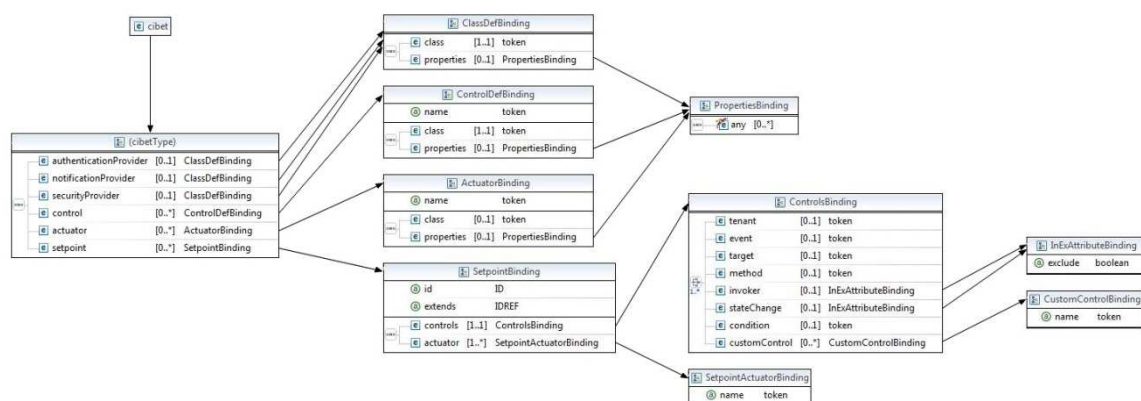 cibet
(cibetType)
authenticationProvider [0..1] ClassDefBinding
notificationProvider [0..1] ClassDefBinding
securityProvider [0..1] ClassDefBinding
control [0..*] ControlDefBinding
actuator [0..*] ActuatorBinding
setpoint [0..*] SetpointBinding
ClassDefBinding
class [1..1] token
properties [0..1] PropertiesBinding
ControlDefBinding
name token
class [1..1] token
properties [0..1] PropertiesBinding
ActuatorBinding
name token
class [0..1] token
properties [0..1] PropertiesBinding
SetpointBinding
id ID
extends IDREF
controls [1..1] ControlsBinding
actuator [1..*] SetpointActuatorBinding
PropertiesBinding
any [0..*]
ControlsBinding
tenant [0..1] token
event [0..1] token
target [0..1] token
method [0..1] token
invoker [0..1] InExAttributeBinding
stateChange [0..1] InExAttributeBinding
condition [0..1] token
customControl [0..*] CustomControlBinding
SetpointActuatorBinding
name token
InExAttributeBinding
exclude boolean
CustomControlBinding
name token